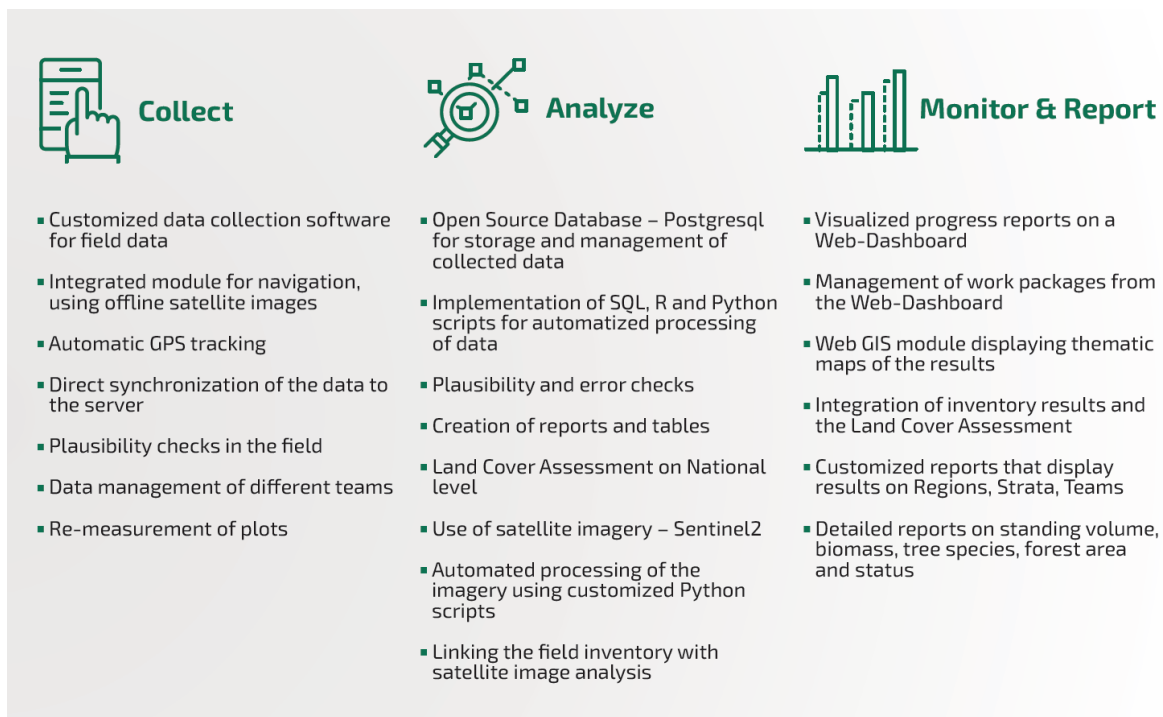 Collect
▪ Customized data collection software
for field data
▪ Integrated module for navigation,
using offline satellite images
▪ Automatic GPS tracking
▪ Direct synchronization of the data to
the server
▪ Plausibility checks in the field
▪ Data management of different teams
▪ Re-measurement of plots
Analyze
▪ Open Source Database – Postgresql
for storage and management of
collected data
▪ Implementation of SQL, R and Python
scripts for automatized processing
of data
▪ Plausibility and error checks
▪ Creation of reports and tables
▪ Land Cover Assessment on National
level
▪ Use of satellite imagery – Sentinel2
▪ Automated processing of the
imagery using customized Python
scripts
▪ Linking the field inventory with
satellite image analysis
Monitor & Report
▪ Visualized progress reports on a
Web-Dashboard
▪ Management of work packages from
the Web-Dashboard
▪ Web GIS module displaying thematic
maps of the results
▪ Integration of inventory results and
the Land Cover Assessment
▪ Customized reports that display
results on Regions, Strata, Teams
▪ Detailed reports on standing volume,
biomass, tree species, forest area
and status